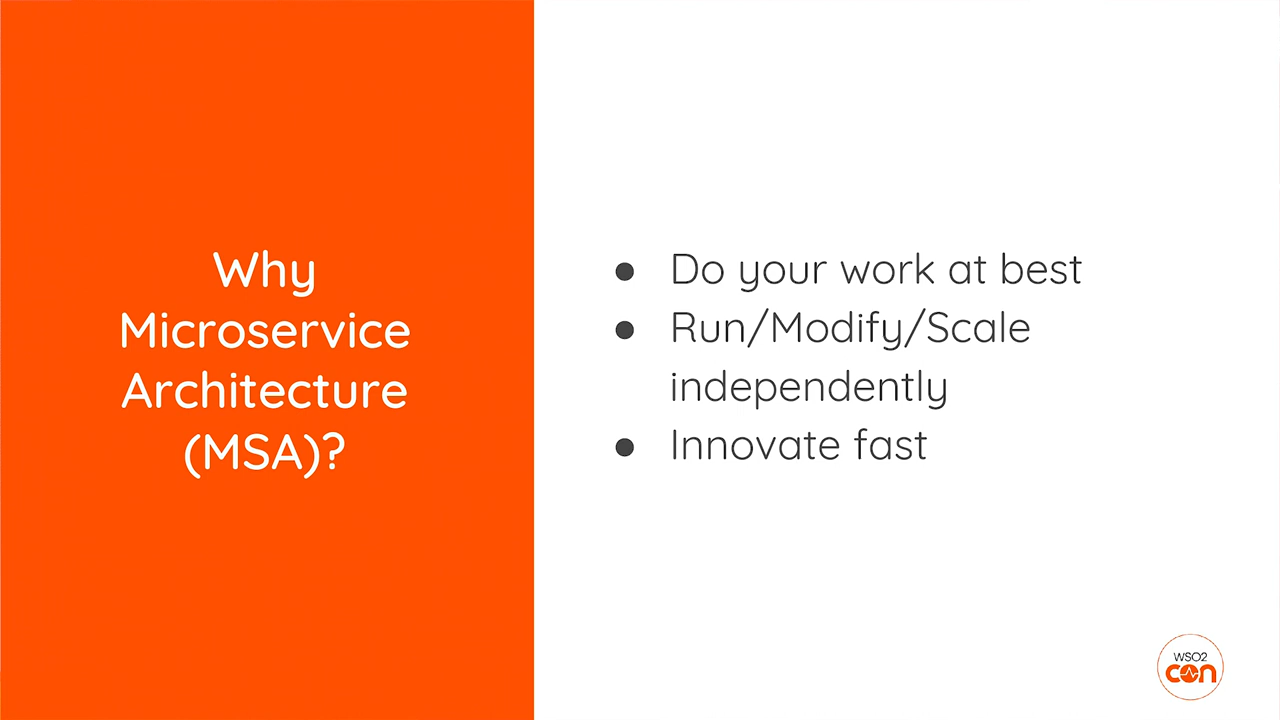 Why
Microservice
Architecture
(MSA)?
● Do your work at best
● Run/Modify/Scale
independently
● Innovate fast
WSO2
con